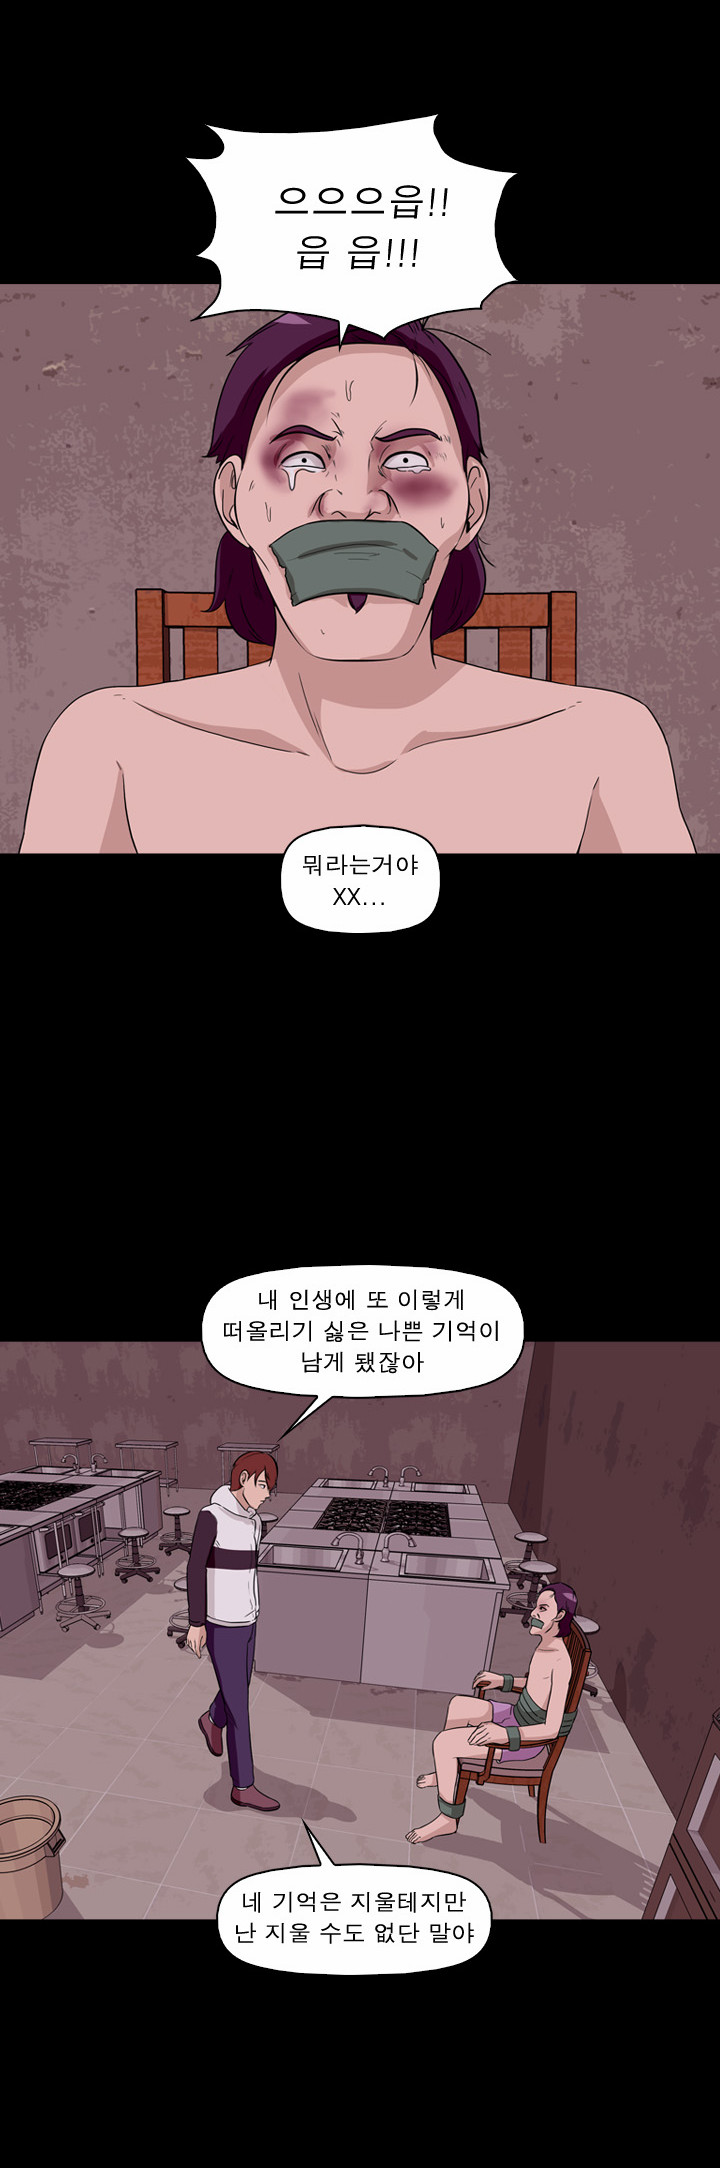 으으으읍!!
읍 읍!!!
뭐라는거야
XX...
내 인생에 또 이렇게
떠올리기 싫은 나쁜 기억이
남게 됐잖아
네 기억은 지울테지만
난 지울 수도 없단 말야